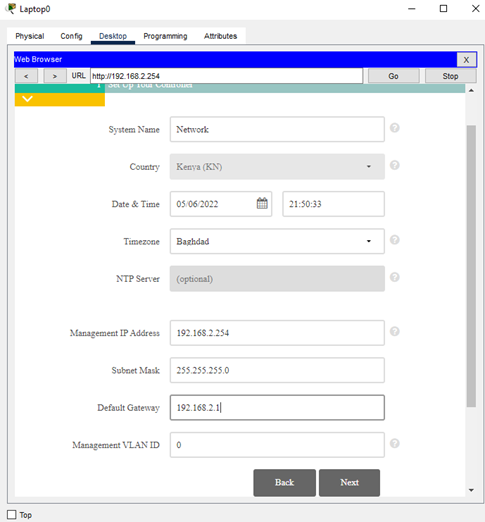 Laptop0
Physical Config Desktop Programming Attributes
Web Browser X
< > URL http://192.168.2.254 Go Stop
1 Set Up Your Controller
System Name Network ?
Country Kenya (KN) ?
Date & Time 05/06/2022 21:50:33
Timezone Baghdad ?
NTP Server (optional) ?
Management IP Address 192.168.2.254 ?
Subnet Mask 255.255.255.0
Default Gateway 192.168.2.1
Management VLAN ID 0 ?
Back Next
Top